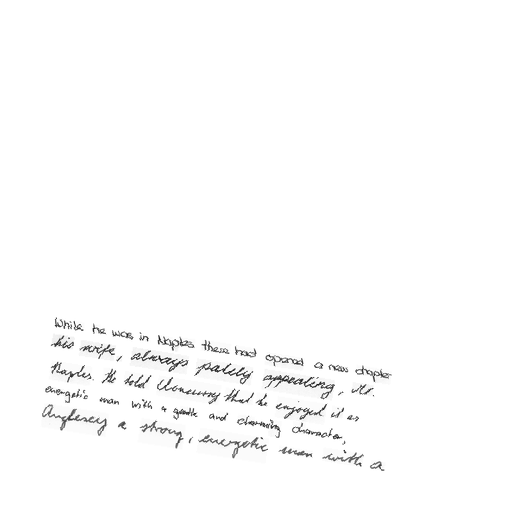 While he was in Naples there had opened a new chapter
his wife, always palely appealing, Mr.
Naples. He told that he enjoyed it as
energetic man with a gentle and charming character,
Anglesey a strong, energetic man with a